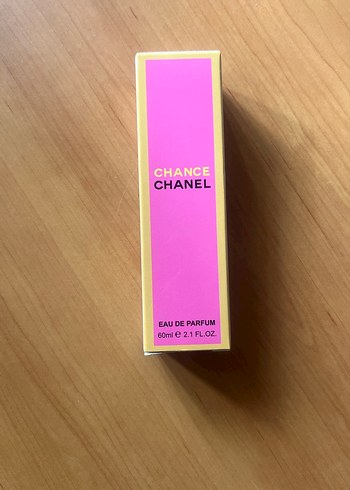 CHANCE
CHANEL
EAU DE PARFUM
60ml ℮ 2.1 FL.OZ.